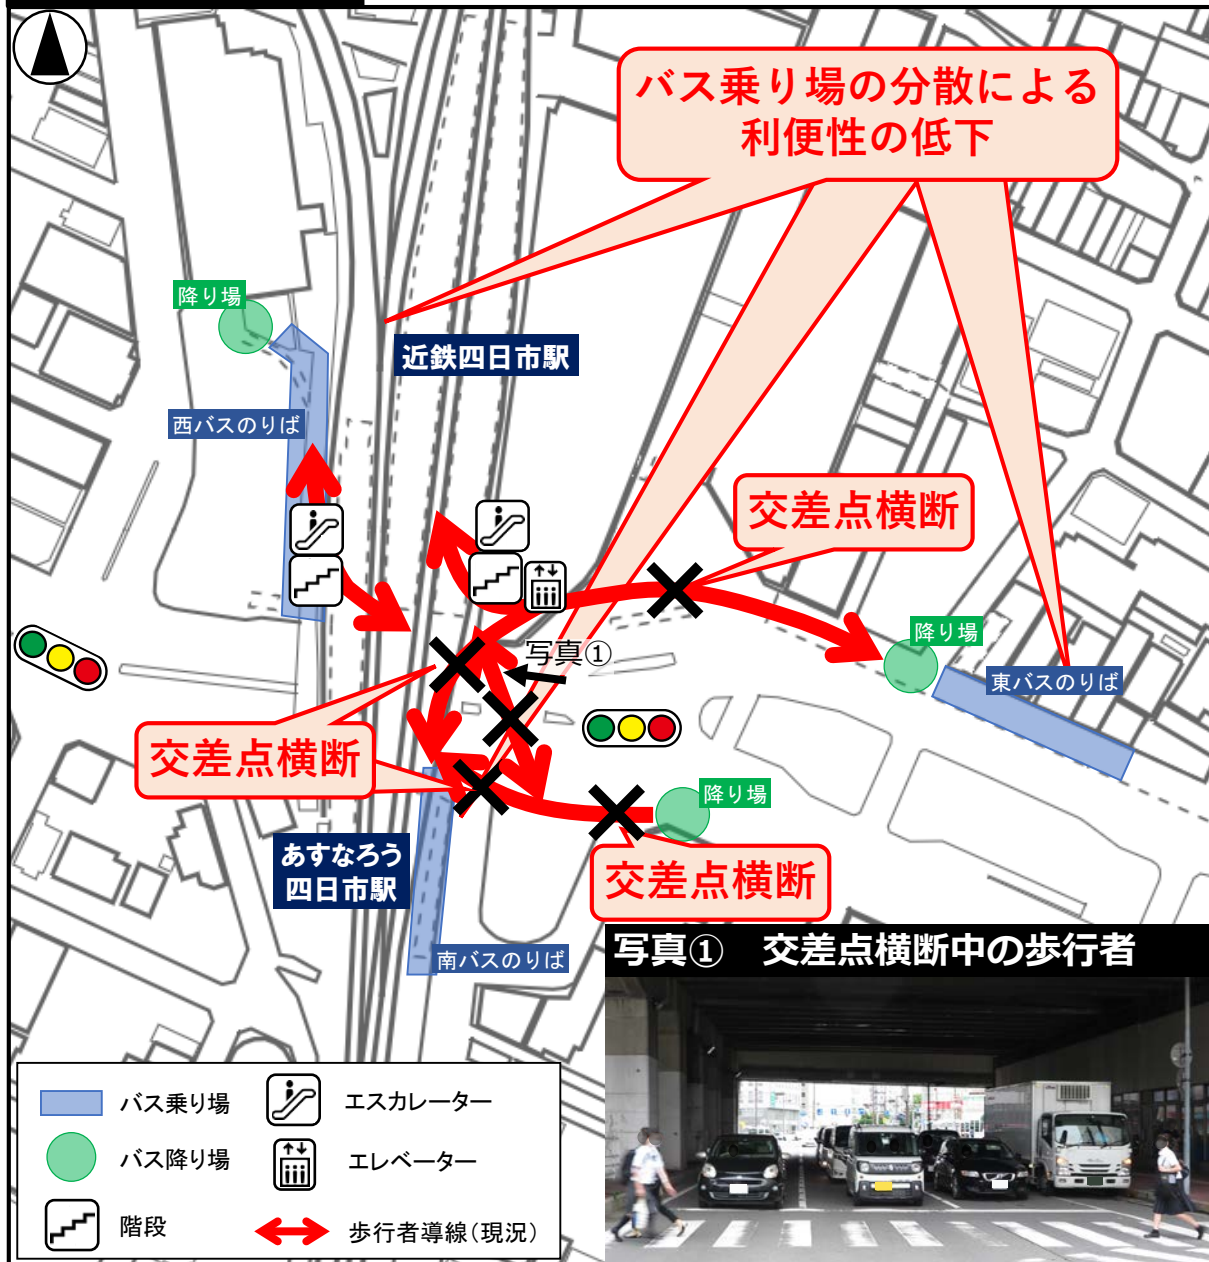 バス乗り場の分散による
利便性の低下
降り場
近鉄四日市駅
西バスのりば
交差点横断
降り場
写真①
東バスのりば
交差点横断
降り場
あすなろう
四日市駅
交差点横断
南バスのりば
写真① 交差点横断中の歩行者
バス乗り場
エスカレーター
バス降り場
エレベーター
階段
歩行者導線(現況)